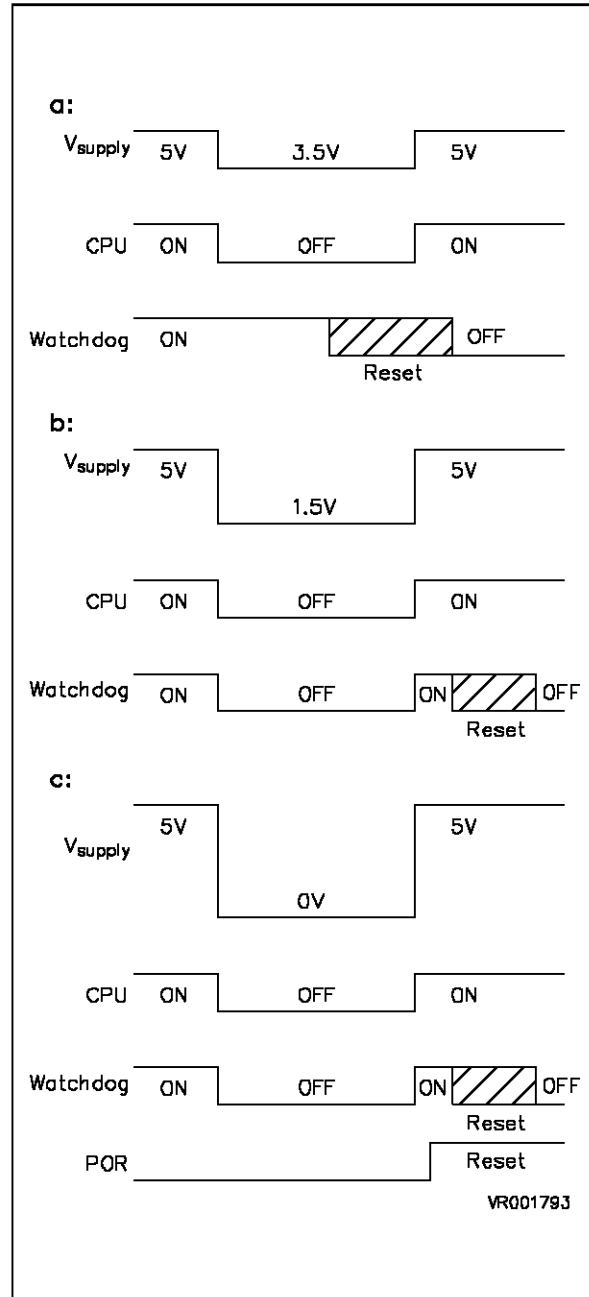 a:
Vsupply 5V 3.5V 5V
CPU ON OFF ON
Watchdog ON OFF
Reset
b:
Vsupply 5V 5V
1.5V
CPU ON OFF ON
Watchdog ON OFF ON OFF
Reset
c:
5V 5V
Vsupply
0V
CPU ON OFF ON
Watchdog ON OFF ON OFF
Reset
POR Reset
VR001793